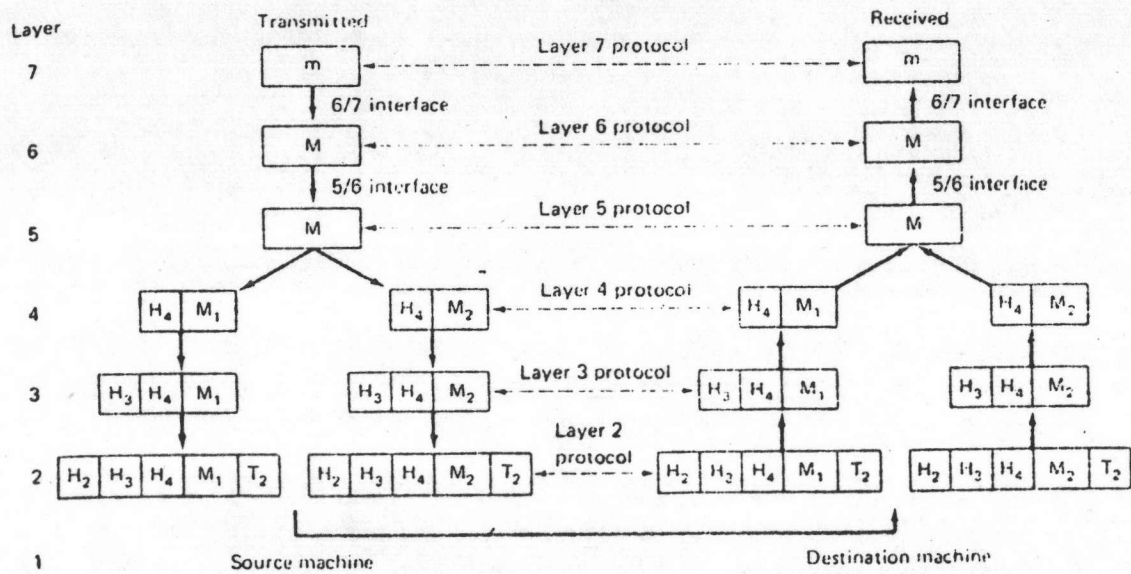 Layer
Transmitted
Received
7
m
Layer 7 protocol
m
6/7 interface
6/7 interface
6
M
Layer 6 protocol
M
5/6 interface
5/6 interface
5
M
Layer 5 protocol
M
4
H4 M1
H4 M2
Layer 4 protocol
H4 M1
H4 M2
3
H3 H4 M1
H3 H4 M2
Layer 3 protocol
H3 H4 M1
H3 H4 M2
Layer 2
protocol
2
H2 H3 H4 M1 T2
H2 H3 H4 M2 T2
H2 H3 H4 M1 T2
H2 H3 H4 M2 T2
1
Source machine
Destination machine